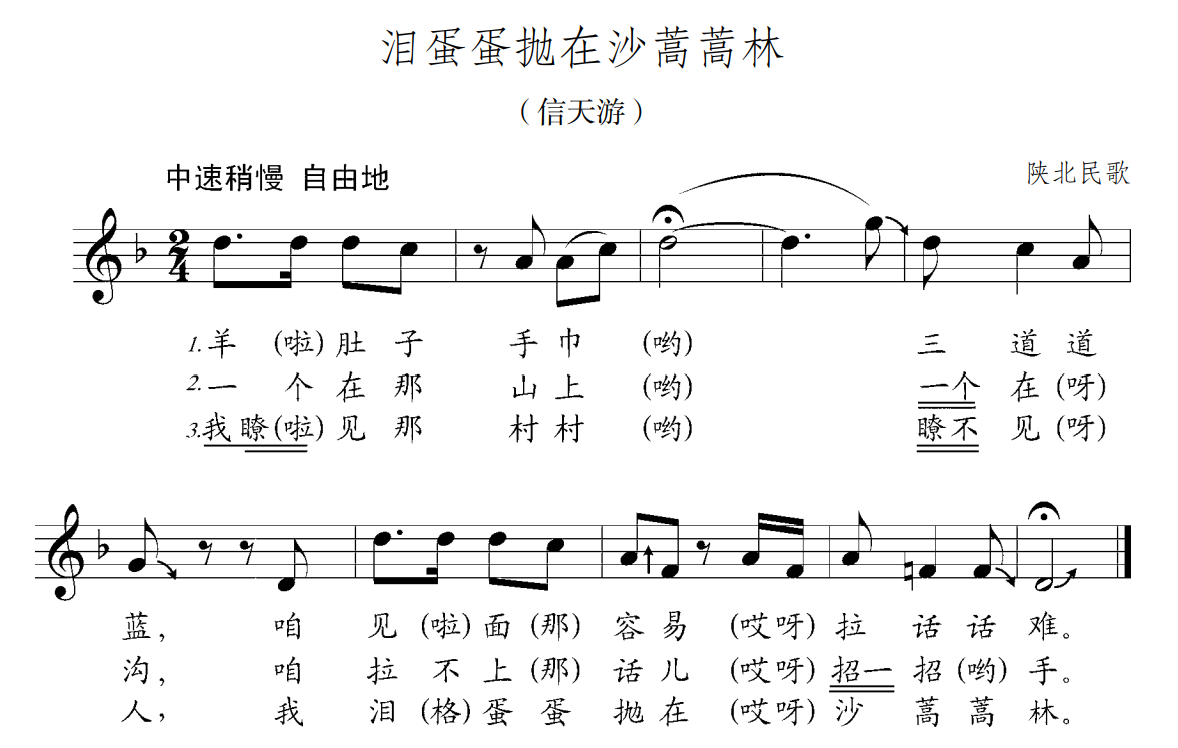 泪蛋蛋抛在沙蒿蒿林
（信天游）
中速稍慢 自由地
陕北民歌
2
4
1.羊 (啦)肚 子 手 巾 (哟) 三 道 道
2.一 个 在 那 山 上 (哟) 一个 在 (呀)
3.我 瞭(啦)见 那 村 村 (哟) 瞭不 见 (呀)
蓝， 咱 见 (啦) 面 (那) 容 易 (哎呀) 拉 话 话 难。
沟， 咱 拉 不 上 (那) 话 儿 (哎呀) 招一 招 (哟) 手。
人， 我 泪 (格) 蛋 蛋 抛 在 (哎呀) 沙 蒿 蒿 林。